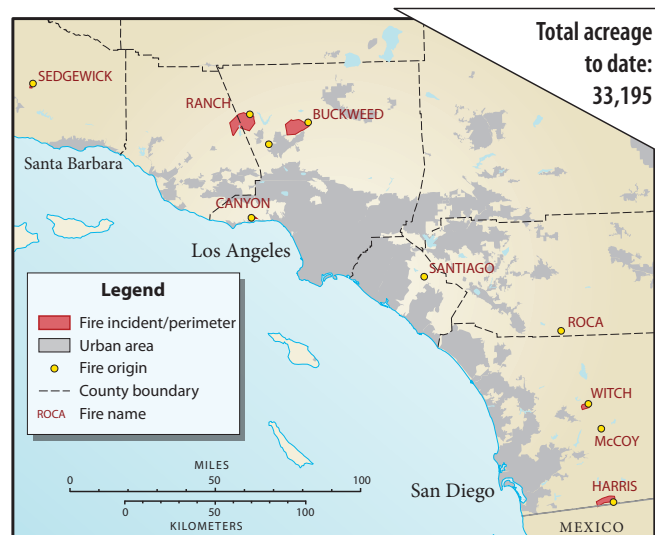 Total acreage
to date:
33,195
SEDGEWICK
RANCH
BUCKWEED
Santa Barbara
CANYON
Los Angeles
SANTIAGO
Legend
Fire incident/perimeter
Urban area
Fire origin
County boundary
ROCA Fire name
ROCA
WITCH
McCOY
MILES
0 50 100
0 50 100
KILOMETERS
San Diego
HARRIS
MEXICO